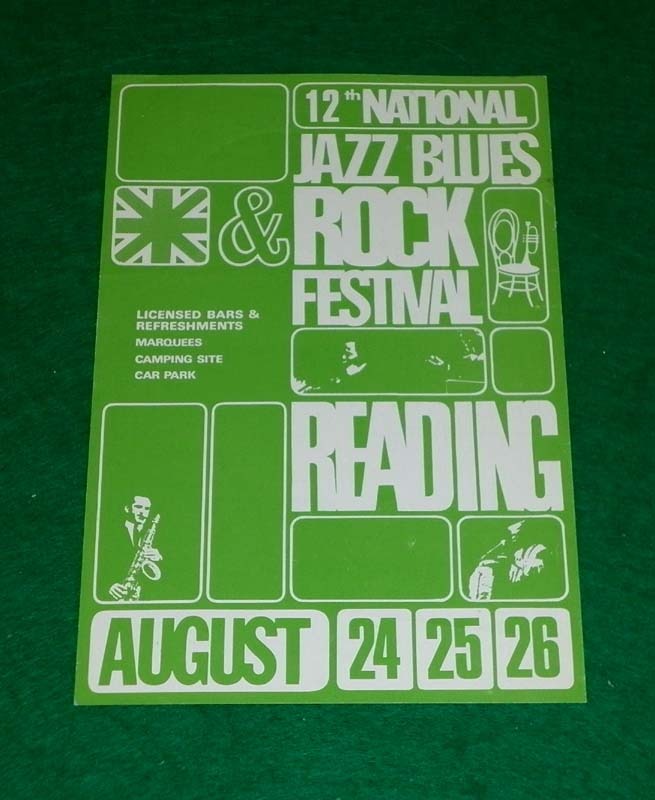 12th NATIONAL
JAZZ BLUES
& ROCK
FESTIVAL
LICENSED BARS &
REFRESHMENTS
MARQUEES
CAMPING SITE
CAR PARK
READING
AUGUST 24 25 26